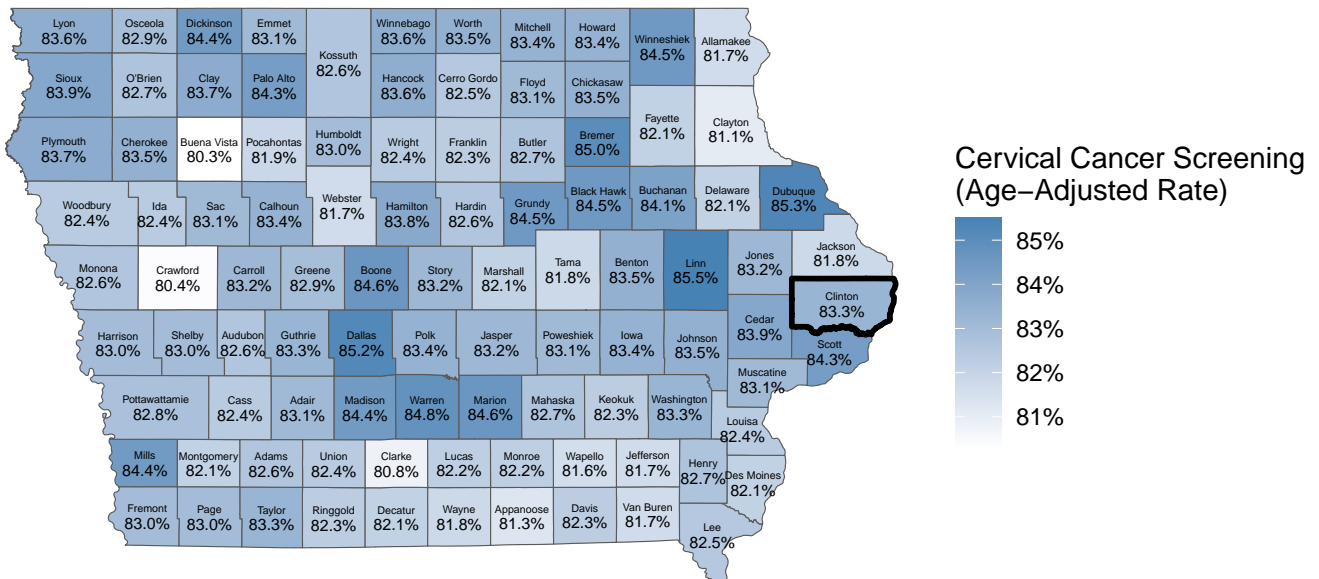 Lyon
83.6%
Osceola
82.9%
Dickinson
84.4%
Emmet
83.1%
Kossuth
82.6%
Winnebago
83.6%
Worth
83.5%
Mitchell
83.4%
Howard
83.4%
Winneshiek
84.5%
Allamakee
81.7%
Sioux
83.9%
O'Brien
82.7%
Clay
83.7%
Palo Alto
84.3%
Hancock
83.6%
Cerro Gordo
82.5%
Floyd
83.1%
Chickasaw
83.5%
Plymouth
83.7%
Cherokee
83.5%
Buena Vista
80.3%
Pocahontas
81.9%
Humboldt
83.0%
Wright
82.4%
Franklin
82.3%
Butler
82.7%
Bremer
85.0%
Fayette
82.1%
Clayton
81.1%
Woodbury
82.4%
Ida
82.4%
Sac
83.1%
Calhoun
83.4%
Webster
81.7%
Hamilton
83.8%
Hardin
82.6%
Grundy
84.5%
Black Hawk
84.5%
Buchanan
84.1%
Delaware
82.1%
Dubuque
85.3%
Monona
82.6%
Crawford
80.4%
Carroll
83.2%
Greene
82.9%
Boone
84.6%
Story
83.2%
Marshall
82.1%
Tama
81.8%
Benton
83.5%
Linn
85.5%
Jones
83.2%
Jackson
81.8%
Clinton
83.3%
Harrison
83.0%
Shelby
83.0%
Audubon
82.6%
Guthrie
83.3%
Dallas
85.2%
Polk
83.4%
Jasper
83.2%
Poweshiek
83.1%
Iowa
83.4%
Johnson
83.5%
Cedar
83.9%
Scott
84.3%
Muscatine
83.1%
Pottawattamie
82.8%
Cass
82.4%
Adair
83.1%
Madison
84.4%
Warren
84.8%
Marion
84.6%
Mahaska
82.7%
Keokuk
82.3%
Washington
83.3%
Louisa
82.4%
Mills
84.4%
Montgomery
82.1%
Adams
82.6%
Union
82.4%
Clarke
80.8%
Lucas
82.2%
Monroe
82.2%
Wapello
81.6%
Jefferson
81.7%
Henry
82.7%
Des Moines
82.1%
Fremont
83.0%
Page
83.0%
Taylor
83.3%
Ringgold
82.3%
Decatur
82.1%
Wayne
81.8%
Appanoose
81.3%
Davis
82.3%
Van Buren
81.7%
Lee
82.5%
Cervical Cancer Screening
(Age−Adjusted Rate)
85%
84%
83%
82%
81%